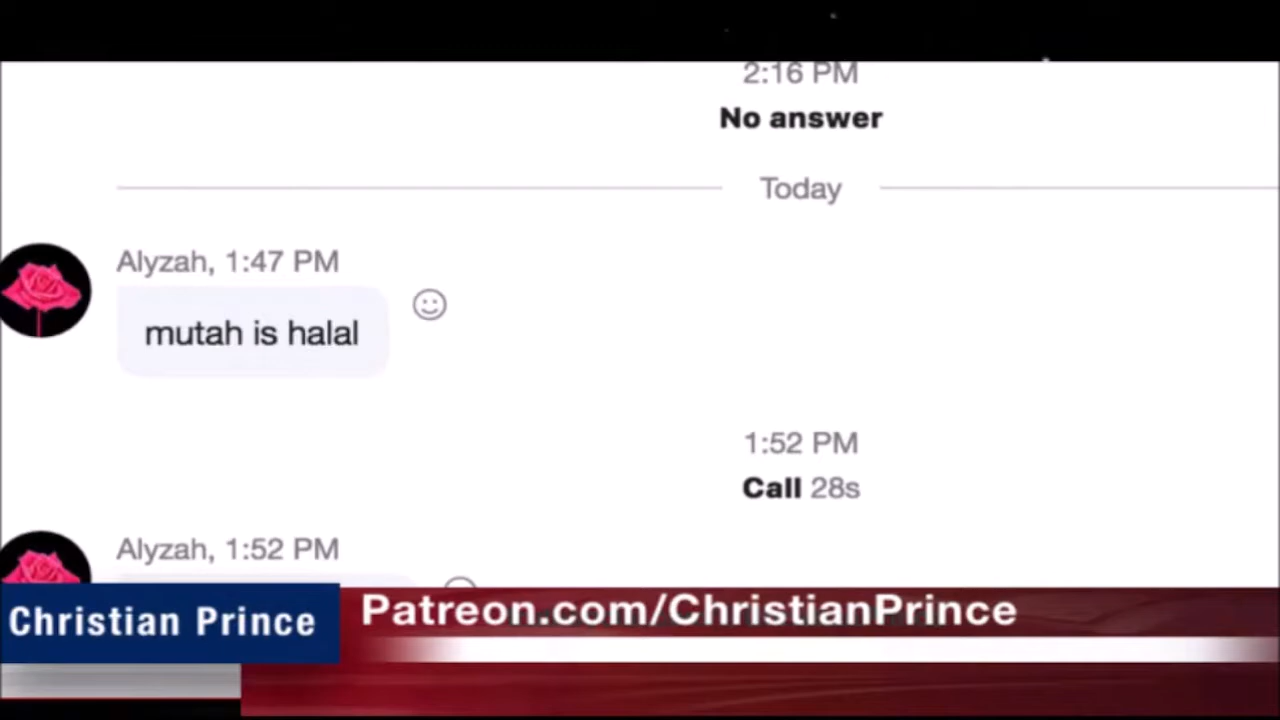 2:16 PM
No answer
Today
Alyzah, 1:47 PM
mutah is halal
1:52 PM
Call 28s
Alyzah, 1:52 PM
Christian Prince
Patreon.com/ChristianPrince